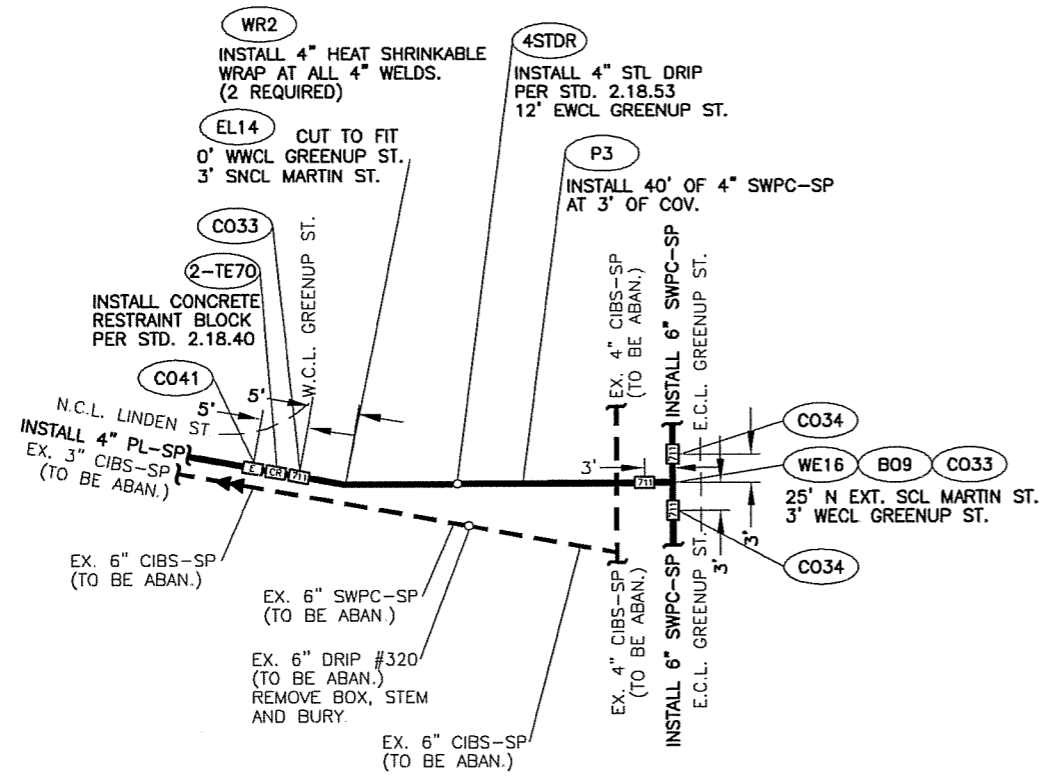 WR2
INSTALL 4" HEAT SHRINKABLE
WRAP AT ALL 4" WELDS.
(2 REQUIRED)
4STDR
INSTALL 4" STL DRIP
PER STD. 2.18.53
12' EWCL GREENUP ST.
EL14
CUT TO FIT
0' WWCL GREENUP ST.
3' SNCL MARTIN ST.
P3
INSTALL 40' OF 4" SWPC-SP
AT 3' OF COV.
CO33
2-TE70
INSTALL CONCRETE
RESTRAINT BLOCK
PER STD. 2.18.40
W.C.L. GREENUP ST.
CO41
5'
5'
N.C.L. LINDEN ST.
INSTALL 4" PL-SP
EX. 3" CIBS-SP
(TO BE ABAN.)
E
CR
711
EX. 4" CIBS-SP
(TO BE ABAN.)
INSTALL 6" SWPC-SP
E.C.L. GREENUP ST.
3'
711
711
711
CO34
WE16
BO9
CO33
25' N EXT. SCL MARTIN ST.
3' WECL GREENUP ST.
3'
3'
CO34
EX. 6" CIBS-SP
(TO BE ABAN.)
EX. 6" SWPC-SP
(TO BE ABAN.)
EX. 6" DRIP #320
(TO BE ABAN.)
REMOVE BOX, STEM
AND BURY.
EX. 6" CIBS-SP
(TO BE ABAN.)
EX. 4" CIBS-SP
(TO BE ABAN.)
INSTALL 6" SWPC-SP
E.C.L. GREENUP ST.